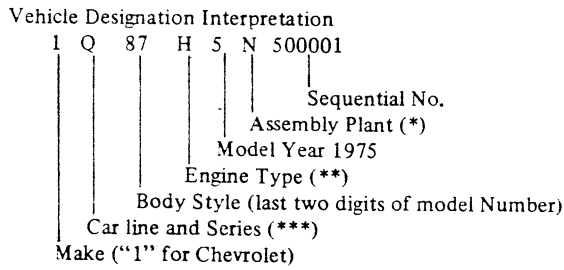 Vehicle Designation Interpretation
1 Q 87 H 5 N 500001
Sequential No.
Assembly Plant (*)
Model Year 1975
Engine Type (**)
Body Style (last two digits of model Number)
Car line and Series (***)
Make ("1" for Chevrolet)